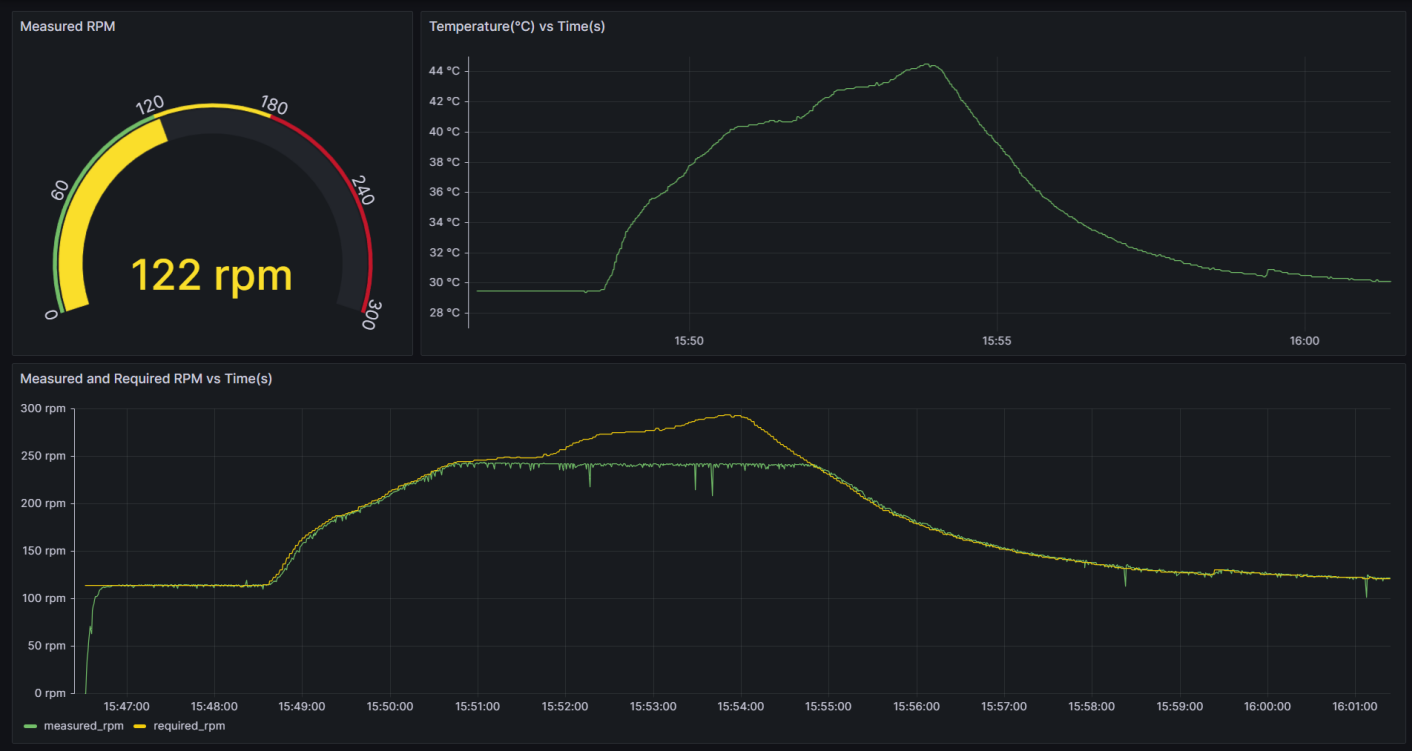 Measured RPM
0
60
120
180
240
300
122 rpm
Temperature(°C) vs Time(s)
44 °C
42 °C
40 °C
38 °C
36 °C
34 °C
32 °C
30 °C
28 °C
15:50
15:55
16:00
Measured and Required RPM vs Time(s)
300 rpm
250 rpm
200 rpm
150 rpm
100 rpm
50 rpm
0 rpm
15:47:00 15:48:00 15:49:00 15:50:00 15:51:00 15:52:00 15:53:00 15:54:00 15:55:00 15:56:00 15:57:00 15:58:00 15:59:00 16:00:00 16:01:00
measured_rpm required_rpm